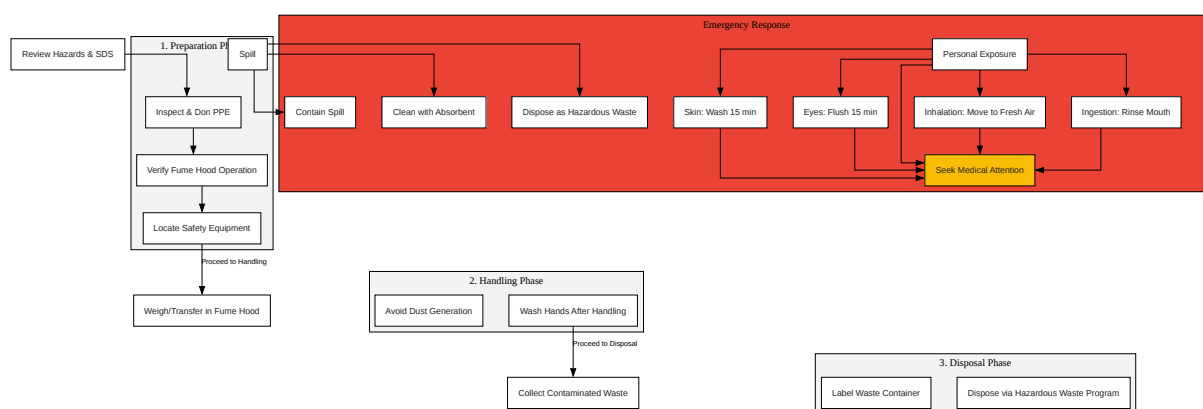 Emergency Response
Review Hazards & SDS
1. Preparation Ph
Spill
Personal Exposure
Inspect & Don PPE
Contain Spill
Clean with Absorbent
Dispose as Hazardous Waste
Skin: Wash 15 min
Eyes: Flush 15 min
Inhalation: Move to Fresh Air
Ingestion: Rinse Mouth
Verify Fume Hood Operation
Seek Medical Attention
Locate Safety Equipment
Proceed to Handling
2. Handling Phase
Weigh/Transfer in Fume Hood
Avoid Dust Generation
Wash Hands After Handling
Proceed to Disposal
3. Disposal Phase
Collect Contaminated Waste
Label Waste Container
Dispose via Hazardous Waste Program